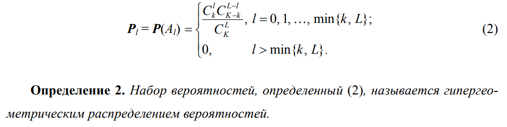 P_l = P(A_l) = { C_k^l C_{K-k}^{L-l} / C_K^L, l = 0, 1, …, min{k, L}; (2)
0, l > min{k, L}.
Определение 2. Набор вероятностей, определенный (2), называется гипергео-
метрическим распределением вероятностей.